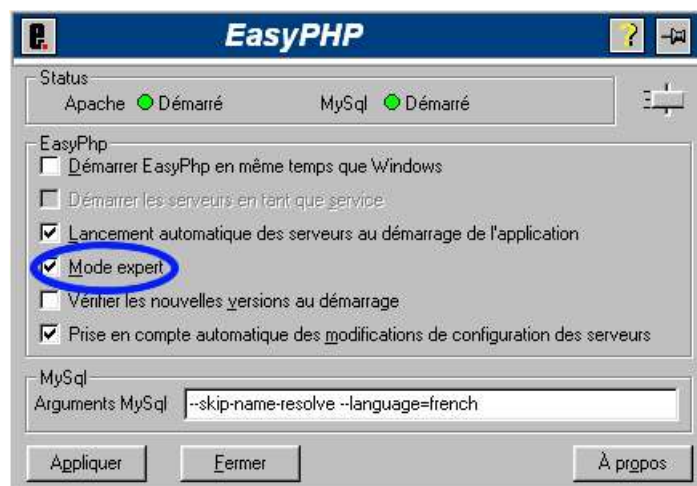 e. EasyPHP ?
Status
Apache Démarré MySql Démarré
EasyPhp
Démarrer EasyPhp en même temps que Windows
Démarrer les serveurs en tant que service
Lancement automatique des serveurs au démarrage de l'application
Mode expert
Vérifier les nouvelles versions au démarrage
Prise en compte automatique des modifications de configuration des serveurs
MySql
Arguments MySql --skip-name-resolve --language=french
Appliquer Fermer À propos